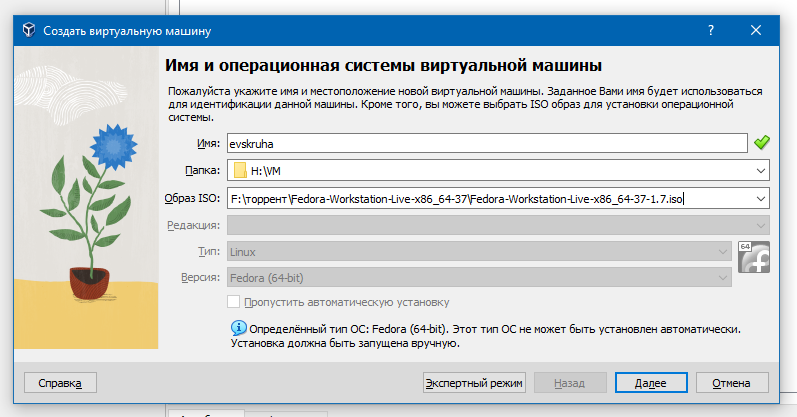 Создать виртуальную машину
?
Имя и операционная системы виртуальной машины
Пожалуйста укажите имя и местоположение новой виртуальной машины. Заданное Вами имя будет использоваться
для идентификации данной машины. Кроме того, вы можете выбрать ISO образ для установки операционной
системы.
Имя: evskruha
Папка: H:\VM
Образ ISO: F:\торрент\Fedora-Workstation-Live-x86_64-37\Fedora-Workstation-Live-x86_64-37-1.7.iso
Редакция:
Тип: Linux
64
Версия: Fedora (64-bit)
Пропустить автоматическую установку
Определённый тип ОС: Fedora (64-bit). Этот тип ОС не может быть установлен автоматически.
Установка должна быть запущена вручную.
Справка Экспертный режим Назад Далее Отмена